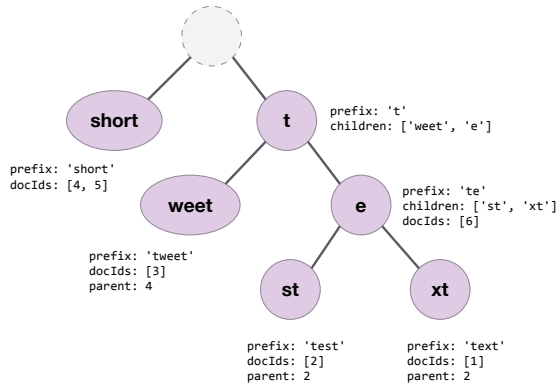 short
t
prefix: 't'
children: ['weet', 'e']
prefix: 'short'
docIds: [4, 5]
weet
e
prefix: 'te'
children: ['st', 'xt']
docIds: [6]
prefix: 'tweet'
docIds: [3]
parent: 4
st
xt
prefix: 'test'
docIds: [2]
parent: 2
prefix: 'text'
docIds: [1]
parent: 2